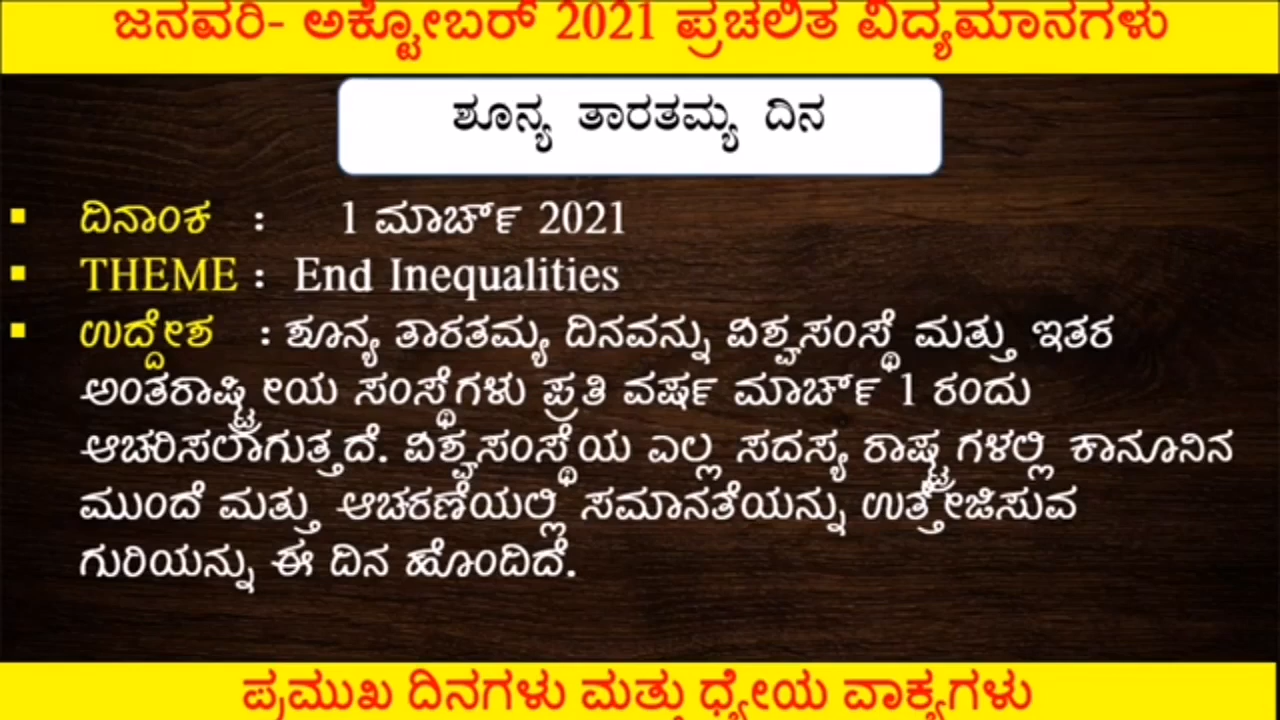 ಜನವರಿ- ಅಕ್ಟೋಬರ್ 2021 ಪ್ರಚಲಿತ ವಿದ್ಯಮಾನಗಳು
ಶೂನ್ಯ ತಾರತಮ್ಯ ದಿನ
▪ ದಿನಾಂಕ : 1 ಮಾರ್ಚ್ 2021
▪ THEME : End Inequalities
▪ ಉದ್ದೇಶ : ಶೂನ್ಯ ತಾರತಮ್ಯ ದಿನವನ್ನು ವಿಶ್ವಸಂಸ್ಥೆ ಮತ್ತು ಇತರ
ಅಂತರಾಷ್ಟ್ರೀಯ ಸಂಸ್ಥೆಗಳು ಪ್ರತಿ ವರ್ಷ ಮಾರ್ಚ್ 1 ರಂದು
ಆಚರಿಸಲಾಗುತ್ತದೆ. ವಿಶ್ವಸಂಸ್ಥೆಯ ಎಲ್ಲ ಸದಸ್ಯ ರಾಷ್ಟ್ರಗಳಲ್ಲಿ ಕಾನೂನಿನ
ಮುಂದೆ ಮತ್ತು ಆಚರಣೆಯಲ್ಲಿ ಸಮಾನತೆಯನ್ನು ಉತ್ತೇಜಿಸುವ
ಗುರಿಯನ್ನು ಈ ದಿನ ಹೊಂದಿದೆ.
ಪ್ರಮುಖ ದಿನಗಳು ಮತ್ತು ಧ್ಯೇಯ ವಾಕ್ಯಗಳು